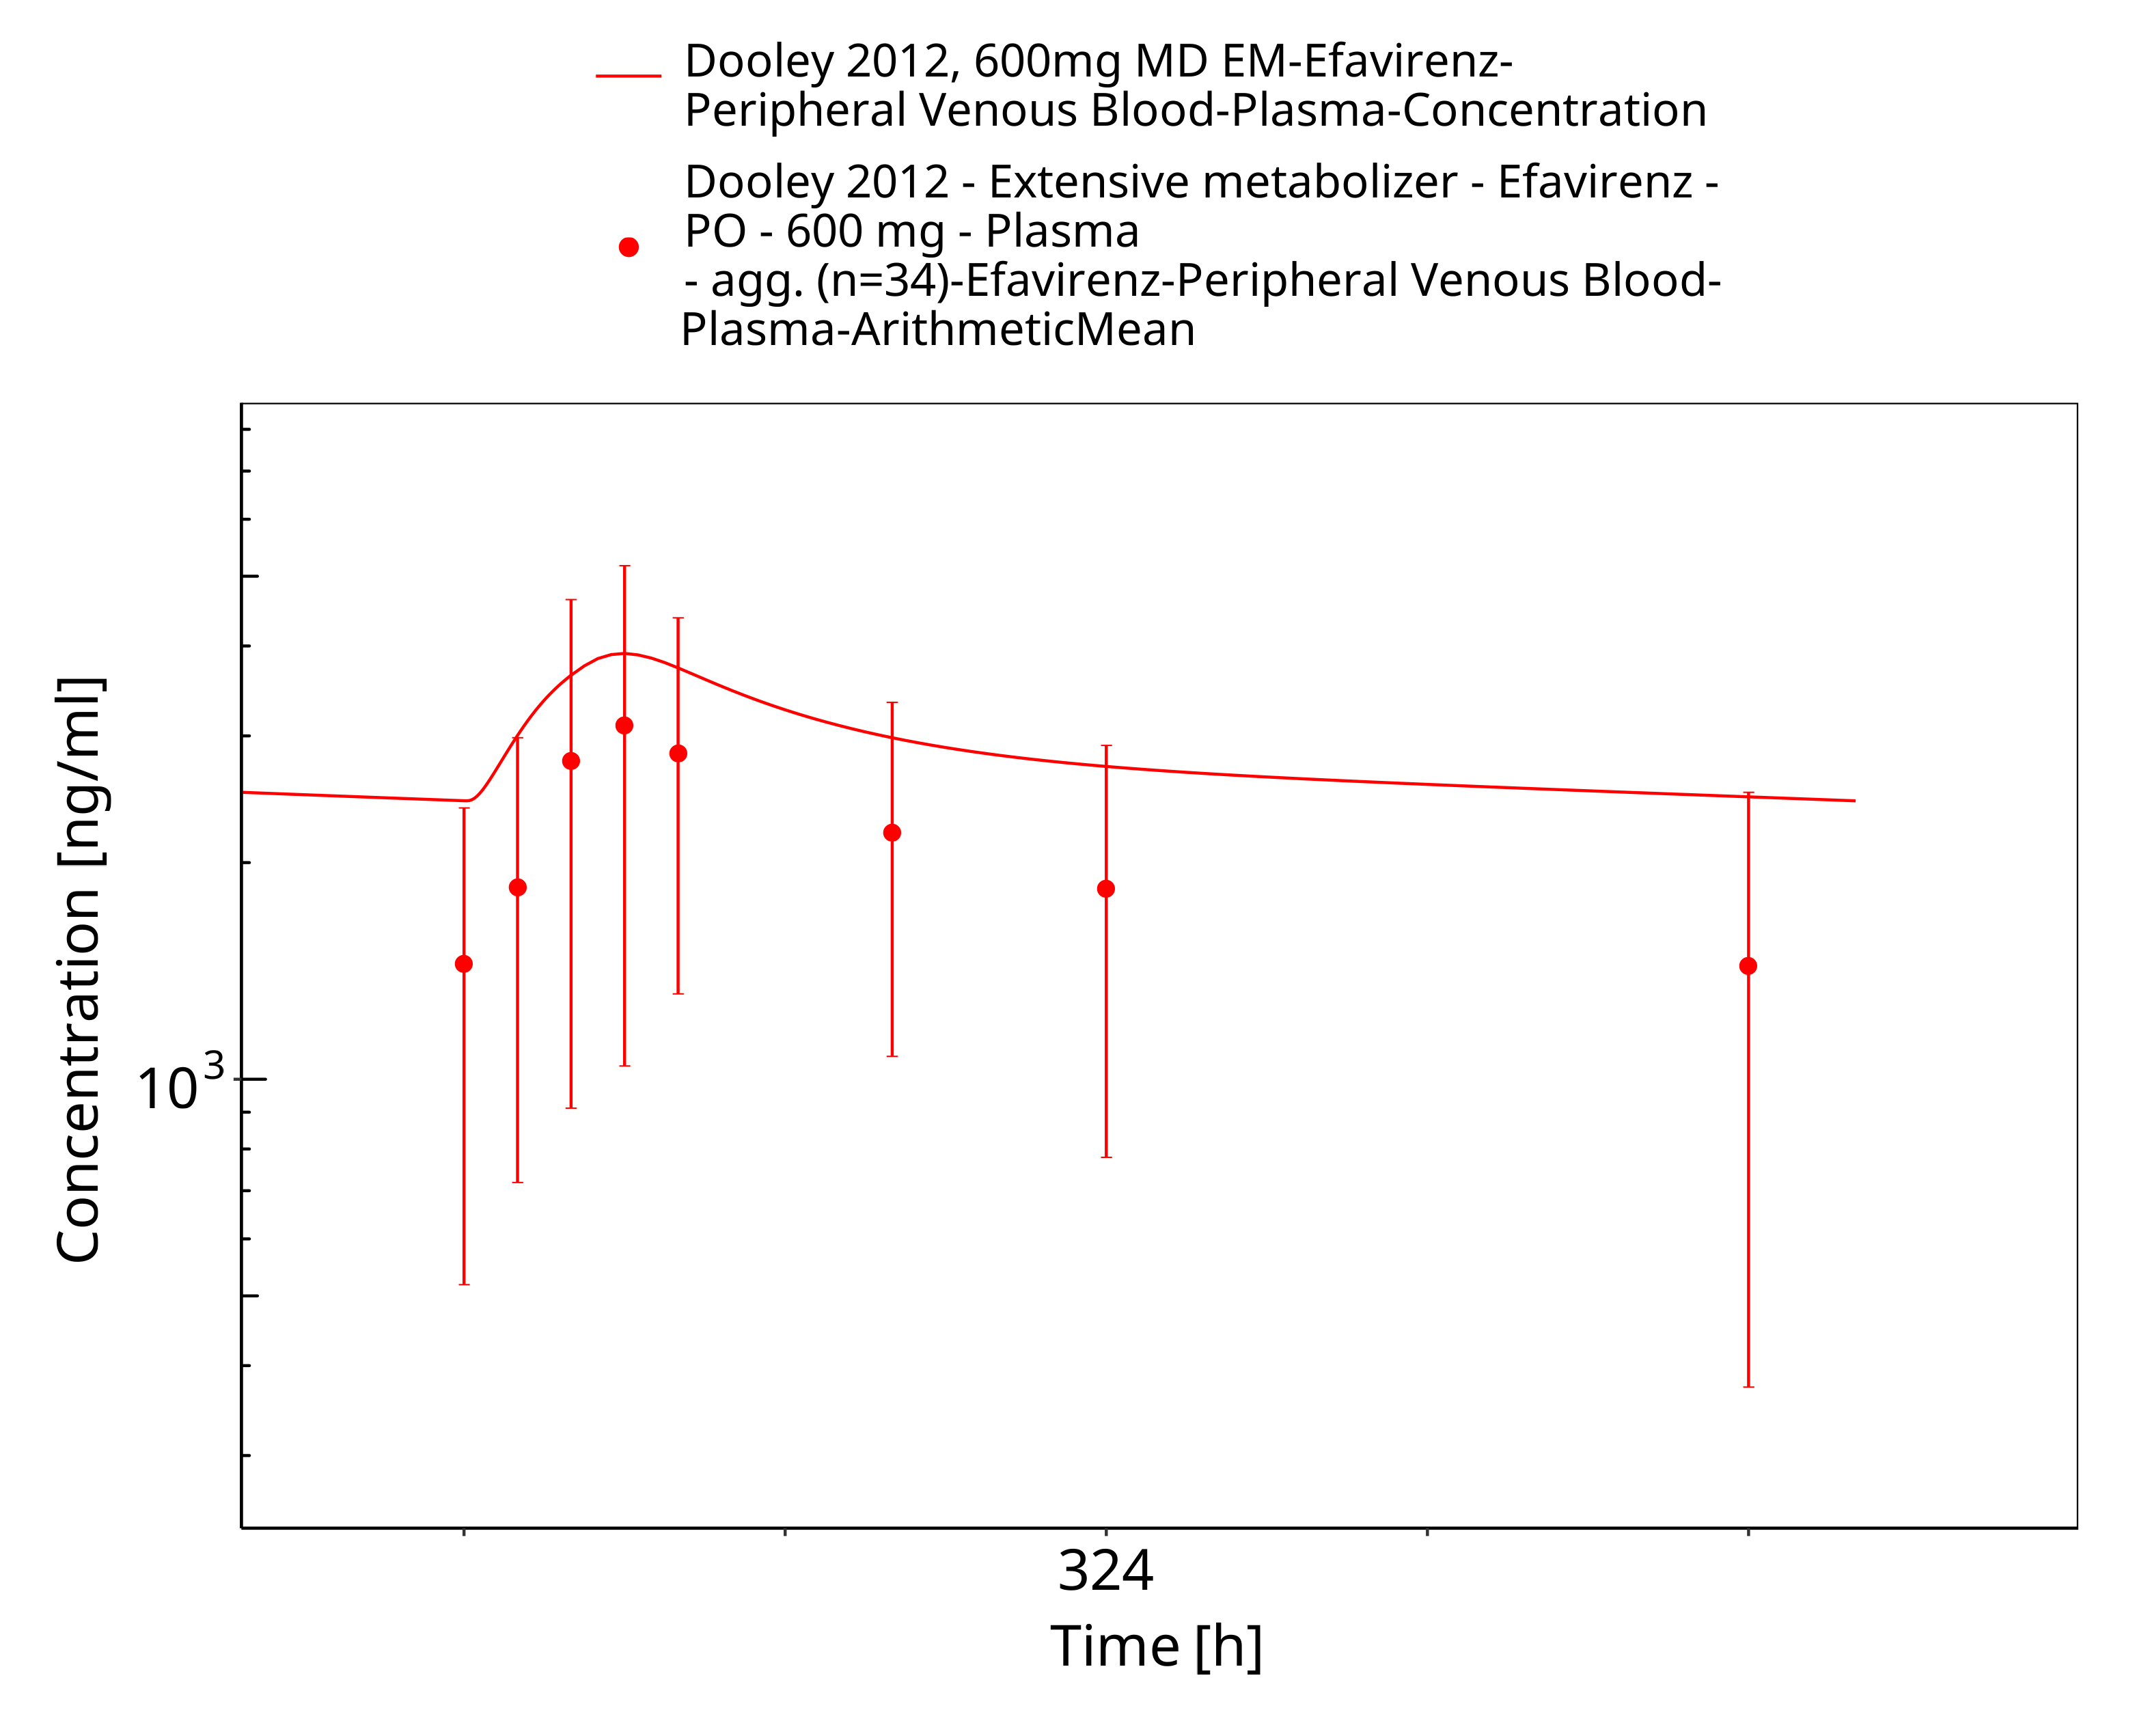 Dooley 2012, 600mg MD EM-Efavirenz-
Peripheral Venous Blood-Plasma-Concentration
Dooley 2012 - Extensive metabolizer - Efavirenz -
PO - 600 mg - Plasma
- agg. (n=34)-Efavirenz-Peripheral Venous Blood-
Plasma-ArithmeticMean
Concentration [ng/ml]
10³
324
Time [h]